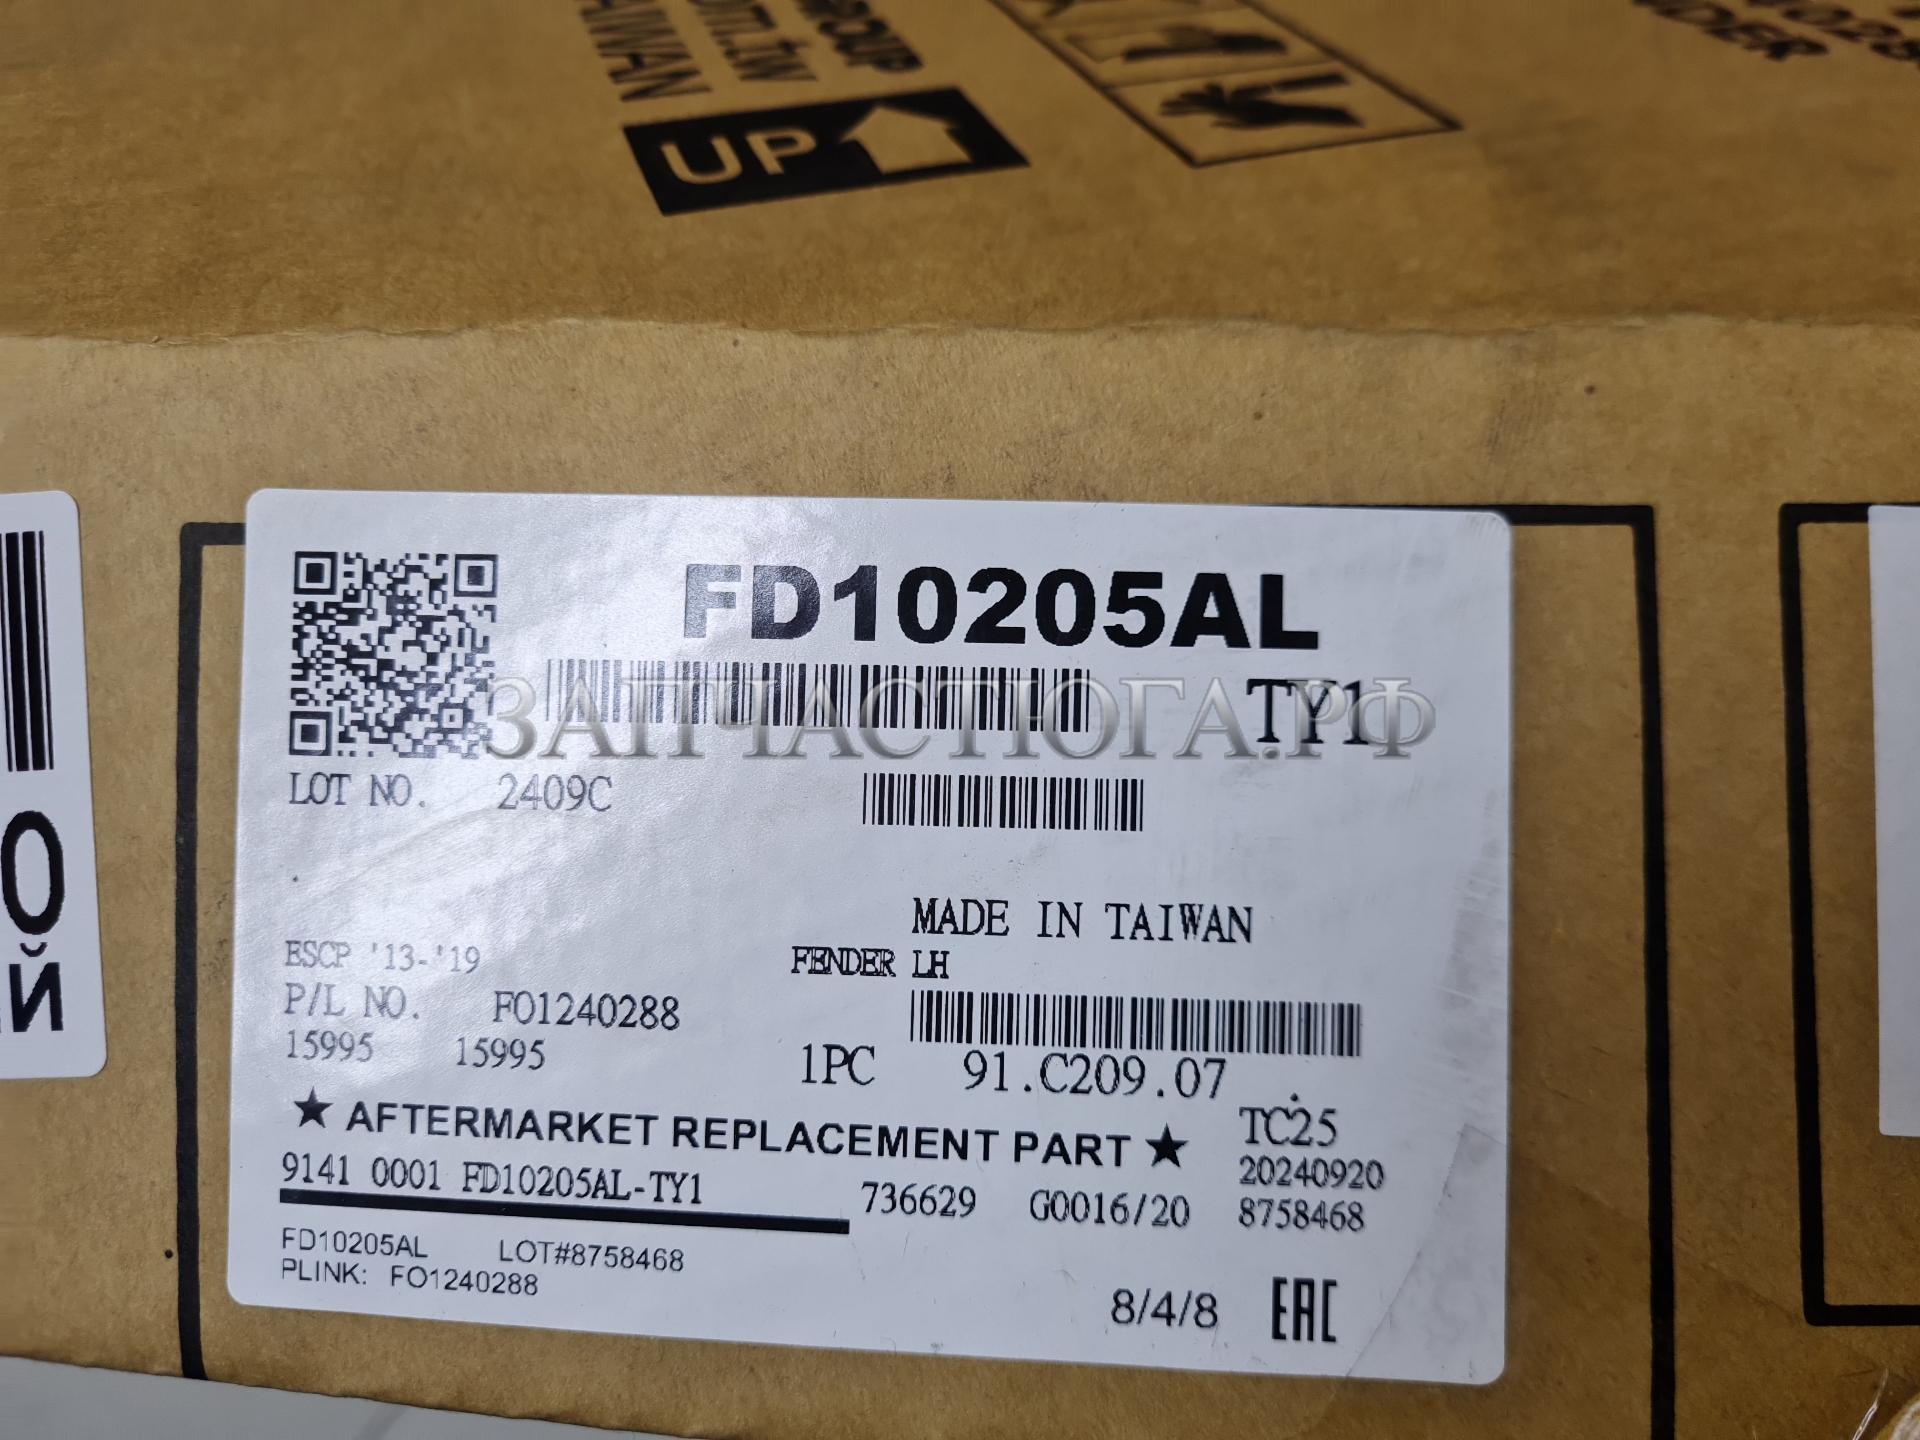 UP
FD10205AL
ЗАПЧАСТЮГА.РФ
TY1
LOT NO. 2409C
MADE IN TAIWAN
ESCP '13-'19
FENDER LH
P/L NO. FO1240288
15995 15995
1PC 91.C209.07
★ AFTERMARKET REPLACEMENT PART ★
TC25
9141 0001 FD10205AL-TY1
736629 G0016/20
20240920
8758468
FD10205AL LOT#8758468
PLINK: FO1240288
8/4/8 EAC